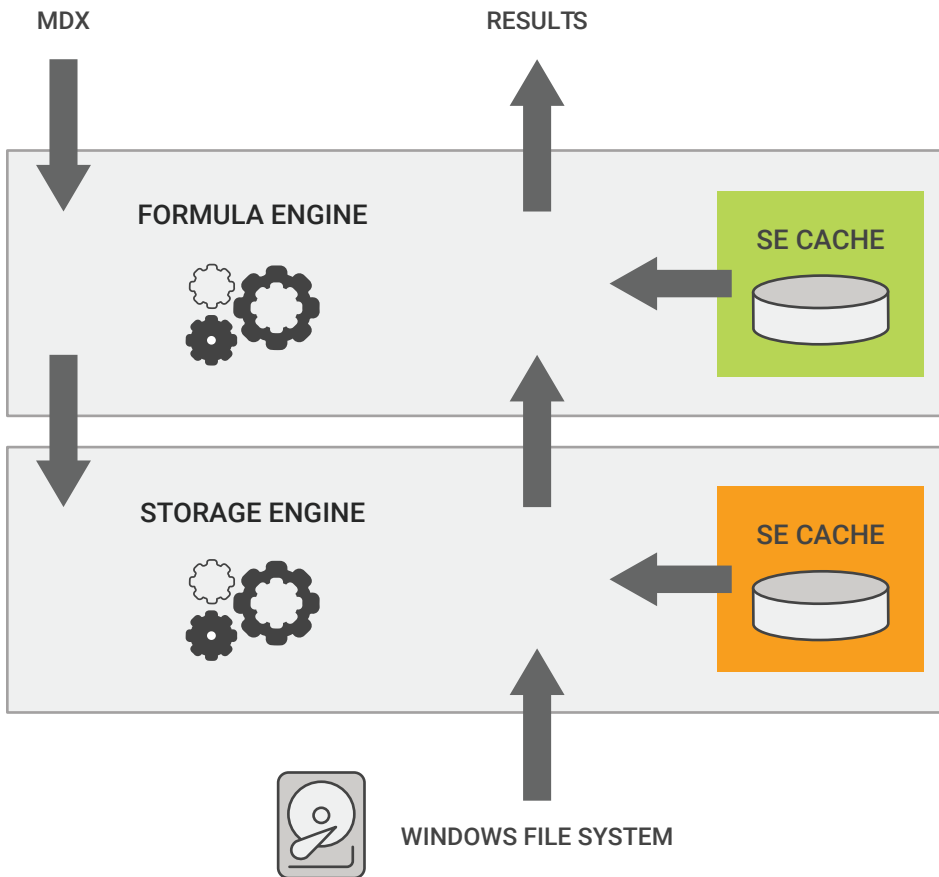 MDX
RESULTS
FORMULA ENGINE
SE CACHE
STORAGE ENGINE
SE CACHE
WINDOWS FILE SYSTEM